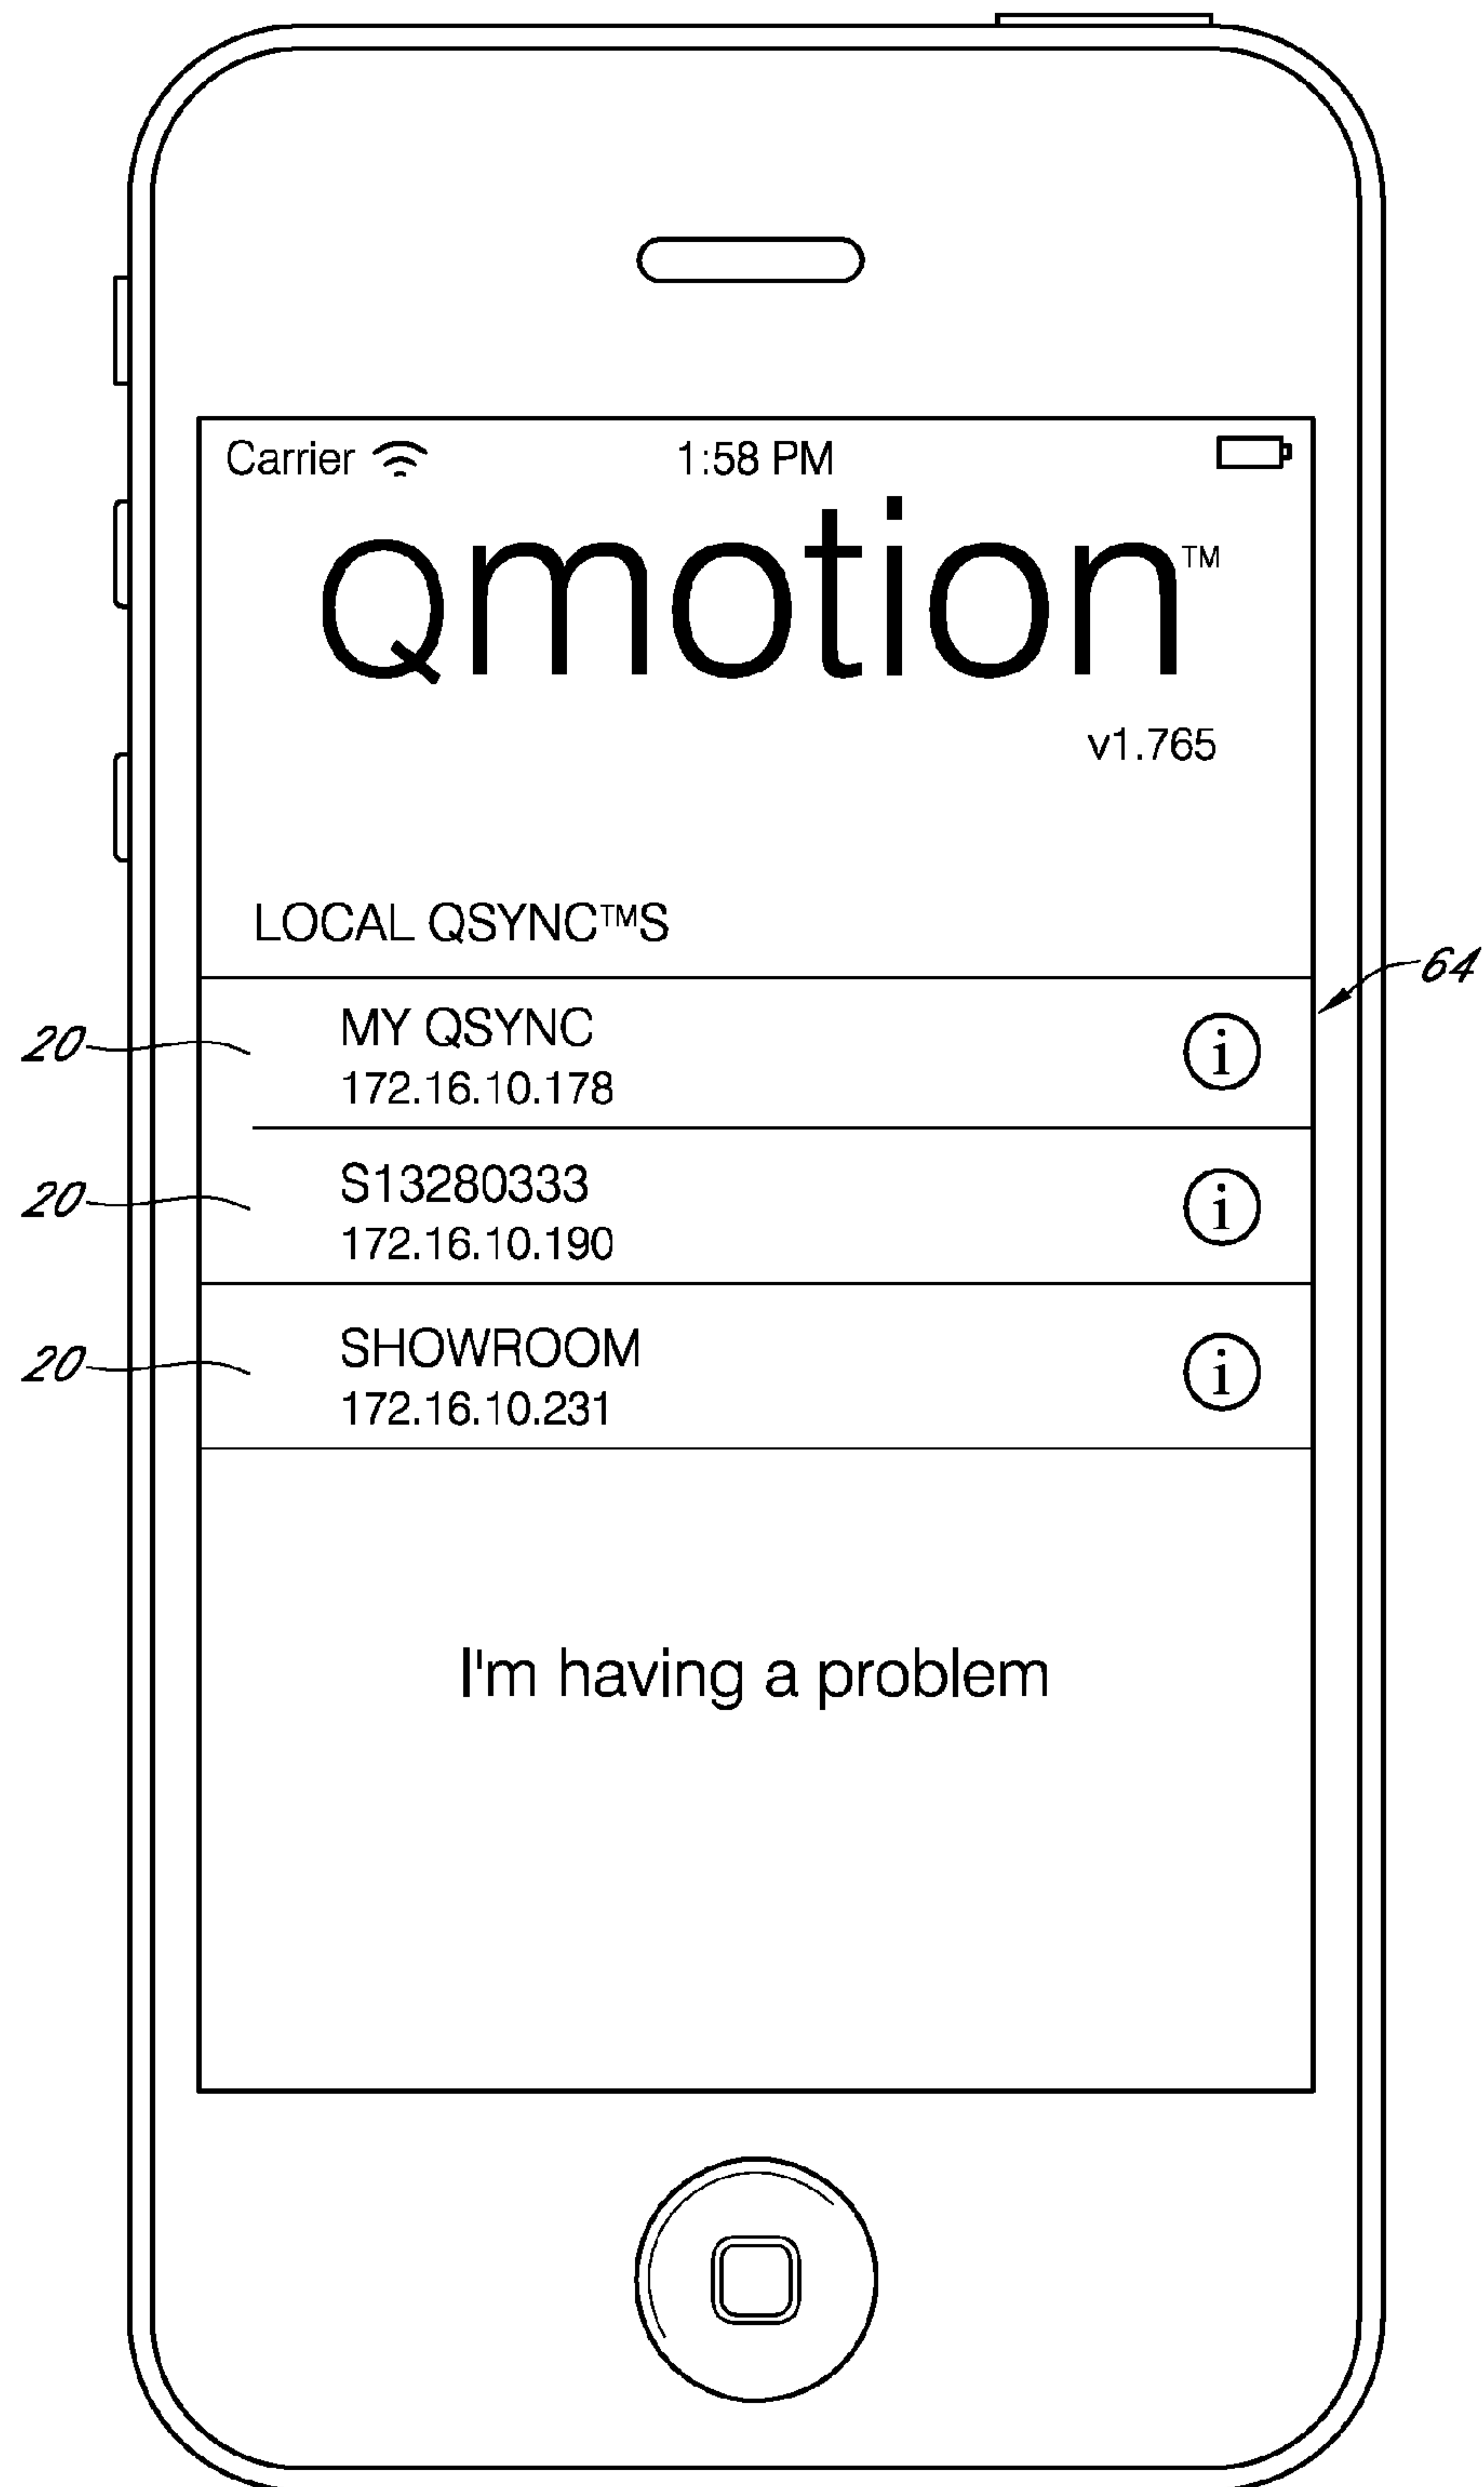 Carrier 1:58 PM
Qmotion™
v1.765
LOCAL QSYNC™S
64
20 MY QSYNC i
172.16.10.178
20 S13280333 i
172.16.10.190
20 SHOWROOM i
172.16.10.231
I'm having a problem